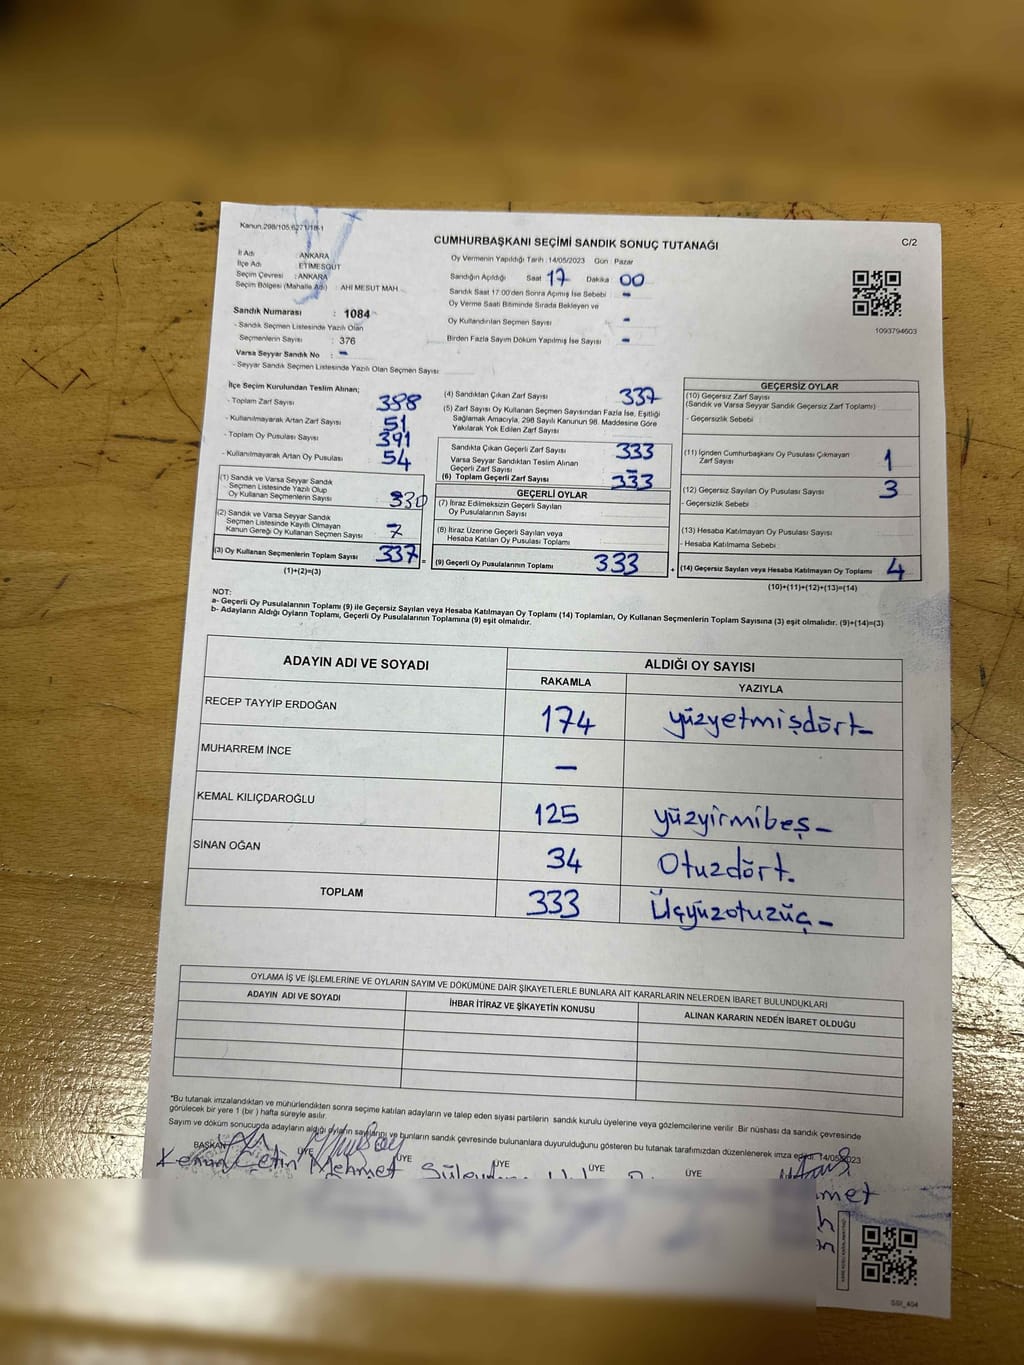 Kanun.298/105;6271/18-1
C/2
CUMHURBAŞKANI SEÇİMİ SANDIK SONUÇ TUTANAĞI
İl Adı : ANKARA
İlçe Adı : ETİMESGUT
Seçim Çevresi : ANKARA
Seçim Bölgesi (Mahalle Adı) : AHI MESUT MAH.
Oy Vermenin Yapıldığı Tarih :14/05/2023 Gün : Pazar
Sandığın Açıldığı Saat 17 Dakika 00
Sandık Saat 17:00'den Sonra Açılmış İse Sebebi -
Oy Verme Saati Bitiminde Sırada Bekleyen ve
Oy Kullandırılan Seçmen Sayısı -
Birden Fazla Sayım Döküm Yapılmış İse Sayısı -
1093794603
Sandık Numarası : 1084
- Sandık Seçmen Listesinde Yazılı Olan
Seçmenlerin Sayısı : 376
Varsa Seyyar Sandık No : -
- Seyyar Sandık Seçmen Listesinde Yazılı Olan Seçmen Sayısı:
İlçe Seçim Kurulundan Teslim Alınan;
- Toplam Zarf Sayısı 388
- Kullanılmayarak Artan Zarf Sayısı 51
- Toplam Oy Pusulası Sayısı 391
- Kullanılmayarak Artan Oy Pusulası 54
(1) Sandık ve Varsa Seyyar Sandık
Seçmen Listesinde Yazılı Olup
Oy Kullanan Seçmenlerin Sayısı 330
(2) Sandık ve Varsa Seyyar Sandık
Seçmen Listesinde Kayıtlı Olmayan
Kanun Gereği Oy Kullanan Seçmen Sayısı 7
(3) Oy Kullanan Seçmenlerin Toplam Sayısı 337 =
(1)+(2)=(3)
(4) Sandıktan Çıkan Zarf Sayısı 337
(5) Zarf Sayısı Oy Kullanan Seçmen Sayısından Fazla İse, Eşitliği
Sağlamak Amacıyla, 298 Sayılı Kanunun 98. Maddesine Göre
Yakılarak Yok Edilen Zarf Sayısı -
Sandıkta Çıkan Geçerli Zarf Sayısı 333
Varsa Seyyar Sandıktan Teslim Alınan
Geçerli Zarf Sayısı -
(6) Toplam Geçerli Zarf Sayısı 333
GEÇERLİ OYLAR
(7) İtiraz Edilmeksizin Geçerli Sayılan
Oy Pusulalarının Sayısı
(8) İtiraz Üzerine Geçerli Sayılan veya
Hesaba Katılan Oy Pusulası Toplamı
(9) Geçerli Oy Pusulalarının Toplamı 333 +
GEÇERSİZ OYLAR
(10) Geçersiz Zarf Sayısı
(Sandık ve Varsa Seyyar Sandık Geçersiz Zarf Toplamı)
- Geçersizlik Sebebi :
(11) İçinden Cumhurbaşkanı Oy Pusulası Çıkmayan
Zarf Sayısı 1
(12) Geçersiz Sayılan Oy Pusulası Sayısı 3
- Geçersizlik Sebebi :
(13) Hesaba Katılmayan Oy Pusulası Sayısı
- Hesaba Katılmama Sebebi :
(14) Geçersiz Sayılan veya Hesaba Katılmayan Oy Toplamı 4
(10)+(11)+(12)+(13)=(14)
NOT:
a- Geçerli Oy Pusulalarının Toplamı (9) ile Geçersiz Sayılan veya Hesaba Katılmayan Oy Toplamı (14) Toplamları, Oy Kullanan Seçmenlerin Toplam Sayısına (3) eşit olmalıdır. (9)+(14)=(3)
b- Adayların Aldığı Oyların Toplamı, Geçerli Oy Pusulalarının Toplamına (9) eşit olmalıdır.
ADAYIN ADI VE SOYADI ALDIĞI OY SAYISI
RAKAMLA YAZIYLA
RECEP TAYYİP ERDOĞAN 174 yüzyetmişdört-
MUHARREM İNCE -
KEMAL KILIÇDAROĞLU 125 yüzyirmibeş-
SİNAN OĞAN 34 Otuzdört.
TOPLAM 333 Üçyüzotuzüç-
OYLAMA İŞ VE İŞLEMLERİNE VE OYLARIN SAYIM VE DÖKÜMÜNE DAİR ŞİKAYETLERLE BUNLARA AİT KARARLARIN NELERDEN İBARET BULUNDUKLARI
ADAYIN ADI VE SOYADI İHBAR İTİRAZ VE ŞİKAYETİN KONUSU ALINAN KARARIN NEDEN İBARET OLDUĞU
"Bu tutanak imzalandıktan ve mühürlendikten sonra seçime katılan adayların ve talep eden siyasi partilerin sandık kurulu üyelerine veya gözlemcilerine verilir. Bir nüshası da sandık çevresinde
görülecek bir yere 1 (bir ) hafta süreyle asılır.
Sayım ve döküm sonucunda adayların aldığı oyların sayılarını ve bunların sandık çevresinde bulunanlara duyurulduğunu gösteren bu tutanak tarafımızdan düzenlenerek imza edildi. 14/05/2023
BAŞKAN ÜYE ÜYE ÜYE ÜYE ÜYE
Kenan Çetin Mehmet
SSİ_404